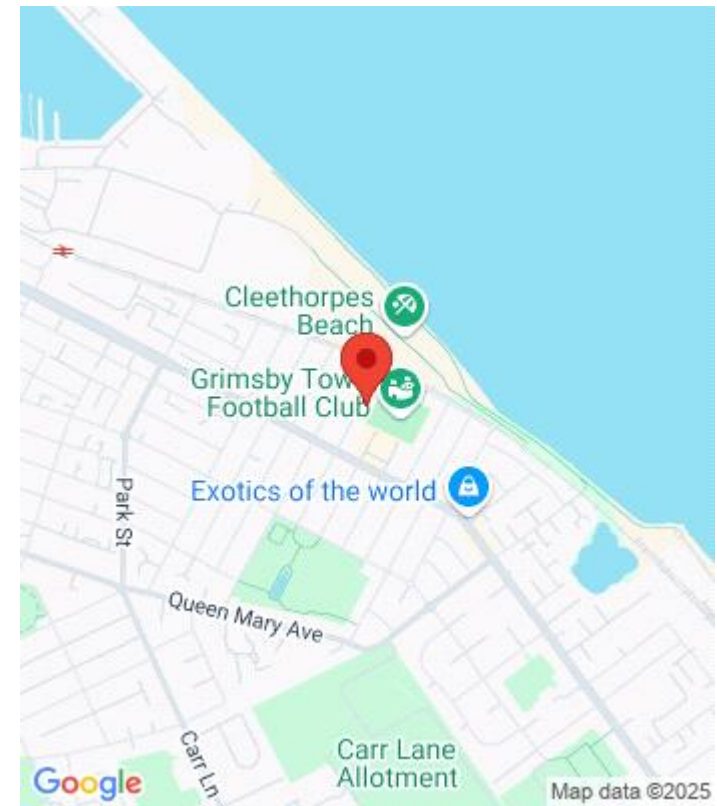 Cleethorpes
Beach
Grimsby Tow
Football Club
Exotics of the world
Park St
Queen Mary Ave
Carr Ln
Carr Lane
Allotment
Google
Map data ©2025